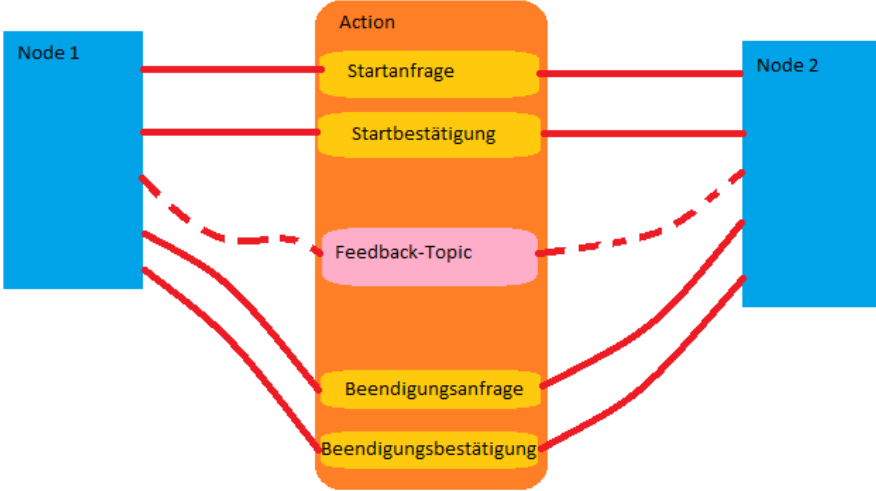 Action
Node 1
Node 2
Startanfrage
Startbestätigung
Feedback-Topic
Beendigungsanfrage
Beendigungsbestätigung